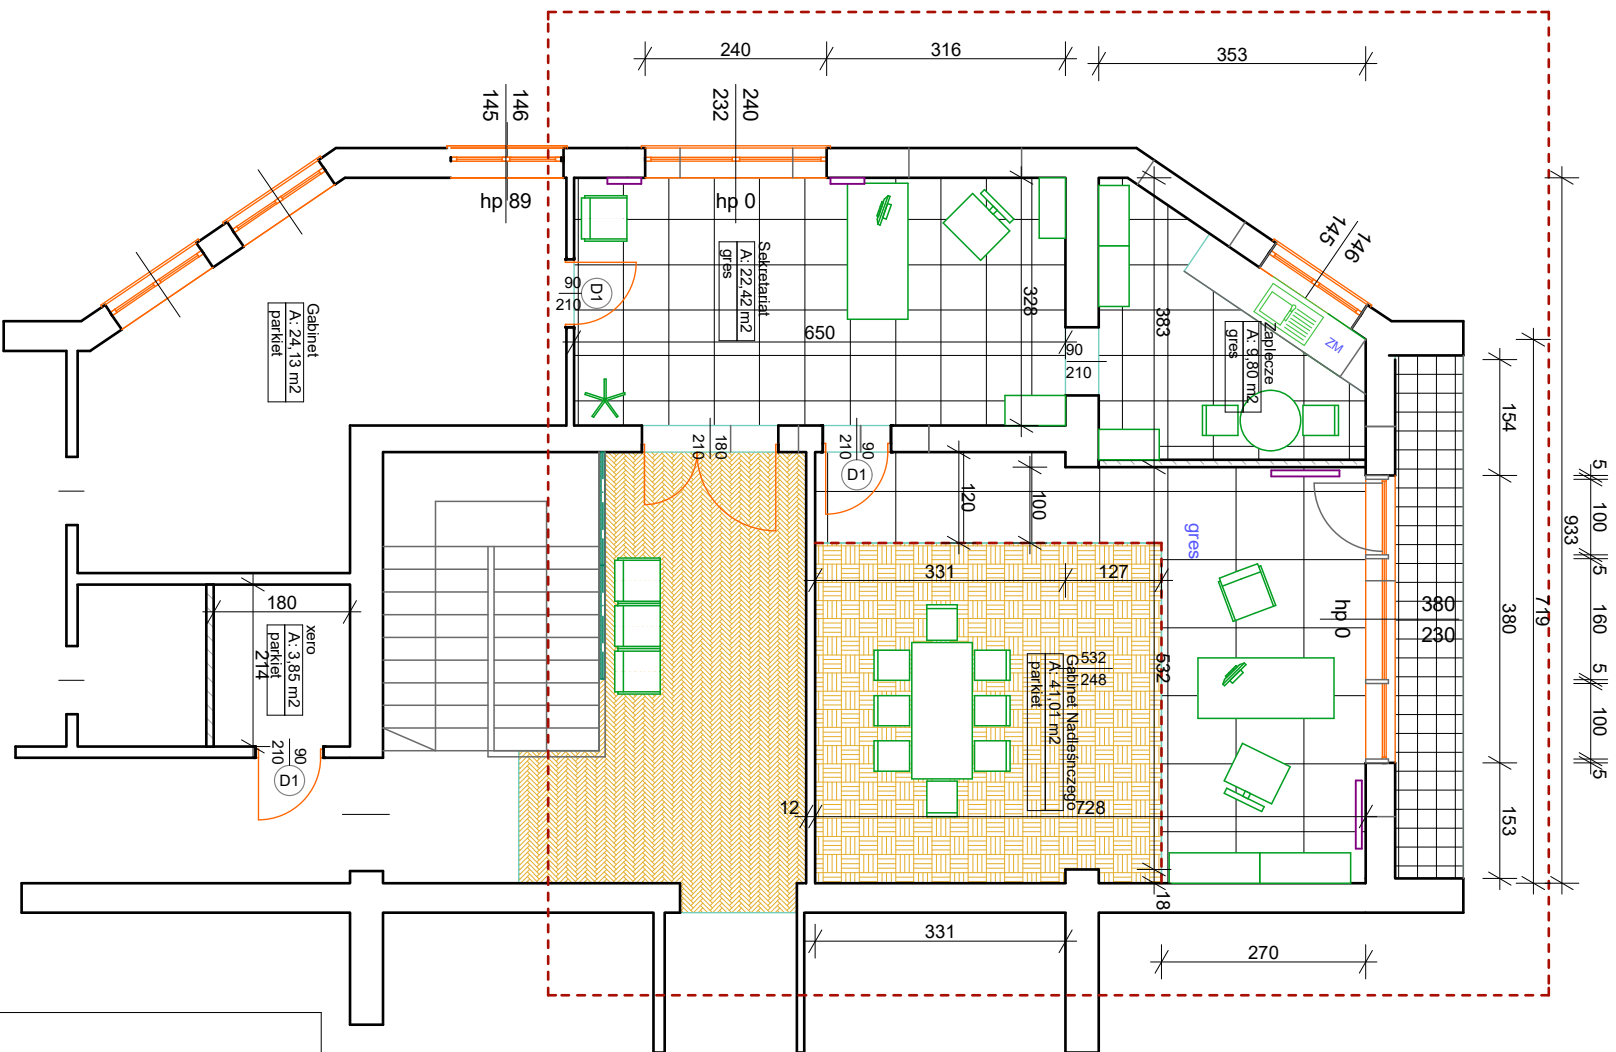 240
316
353
240
232
146
145
hp 89
hp 0
146
145
Sekretariat
A: 22,42 m2
gres
D1
90
210
650
328
90
210
383
Zaplecze
A: 9,80 m2
gres
ZM
Gabinet
A: 24,13 m2
parkiet
180
210
90
210
D1
120
100
gres
331
127
532
hp 0
380
230
154
380
153
719
933
5
100
5
160
5
100
5
Gabinet Nadleśniczego
A: 41,01 m2
parkiet
532
248
728
12
18
180
xero
A: 3,85 m2
parkiet
214
90
210
D1
331
270